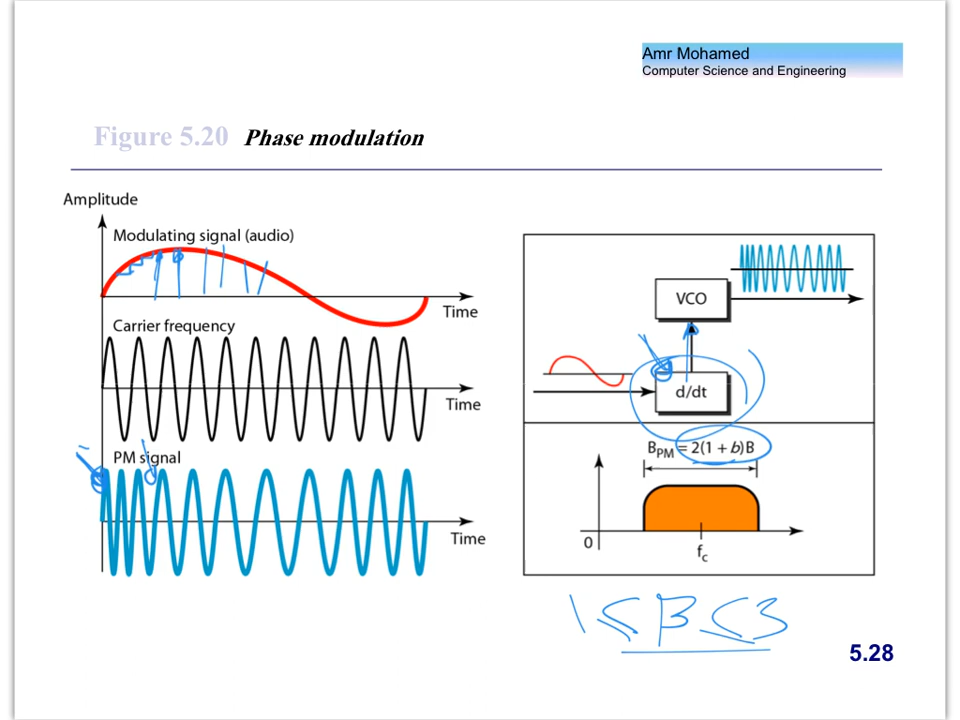 Amr Mohamed
Computer Science and Engineering
Figure 5.20 Phase modulation
Amplitude
Modulating signal (audio)
Time
Carrier frequency
Time
PM signal
Time
VCO
d/dt
BPM = 2(1 + b)B
0
fc
1 ≤ β ≤ 3
5.28